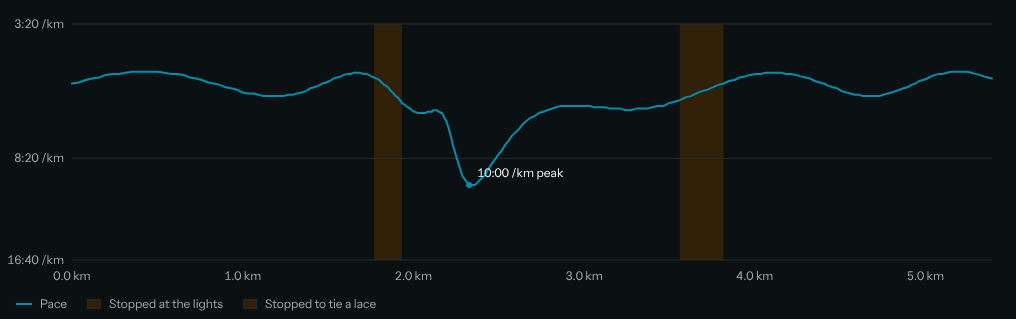 3:20 /km
8:20 /km
10:00 /km peak
16:40 /km
0.0 km 1.0 km 2.0 km 3.0 km 4.0 km 5.0 km
Pace Stopped at the lights Stopped to tie a lace